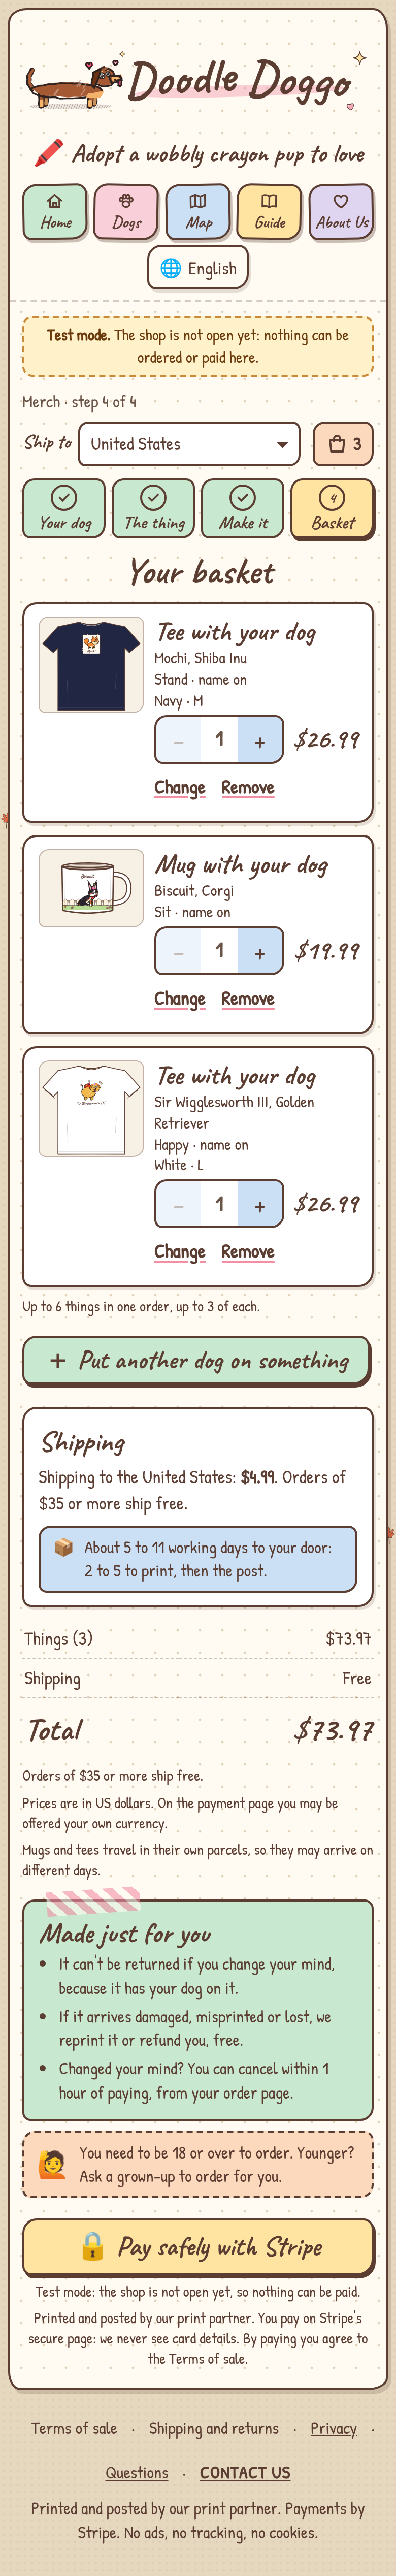 Doodle Doggo
Adopt a wobbly crayon pup to love
Home
Dogs
Map
Guide
About Us
English
Test mode. The shop is not open yet: nothing can be
ordered or paid here.
Merch · step 4 of 4
Ship to
United States
3
Your dog
The thing
Make it
4
Basket
Your basket
Tee with your dog
Mochi, Shiba Inu
Stand · name on
Navy · M
− 1 + $26.99
Change Remove
Biscuit
Mug with your dog
Biscuit, Corgi
Sit · name on
− 1 + $19.99
Change Remove
Sir Wigglesworth III
Tee with your dog
Sir Wigglesworth III, Golden
Retriever
Happy · name on
White · L
− 1 + $26.99
Change Remove
Up to 6 things in one order, up to 3 of each.
+ Put another dog on something
Shipping
Shipping to the United States: $4.99. Orders of
$35 or more ship free.
About 5 to 11 working days to your door:
2 to 5 to print, then the post.
Things (3) $73.97
Shipping Free
Total $73.97
Orders of $35 or more ship free.
Prices are in US dollars. On the payment page you may be
offered your own currency.
Mugs and tees travel in their own parcels, so they may arrive on
different days.
Made just for you
• It can't be returned if you change your mind,
because it has your dog on it.
• If it arrives damaged, misprinted or lost, we
reprint it or refund you, free.
• Changed your mind? You can cancel within 1
hour of paying, from your order page.
You need to be 18 or over to order. Younger?
Ask a grown-up to order for you.
Pay safely with Stripe
Test mode: the shop is not open yet, so nothing can be paid.
Printed and posted by our print partner. You pay on Stripe's
secure page: we never see card details. By paying you agree to
the Terms of sale.
Terms of sale · Shipping and returns · Privacy ·
Questions · CONTACT US
Printed and posted by our print partner. Payments by
Stripe. No ads, no tracking, no cookies.